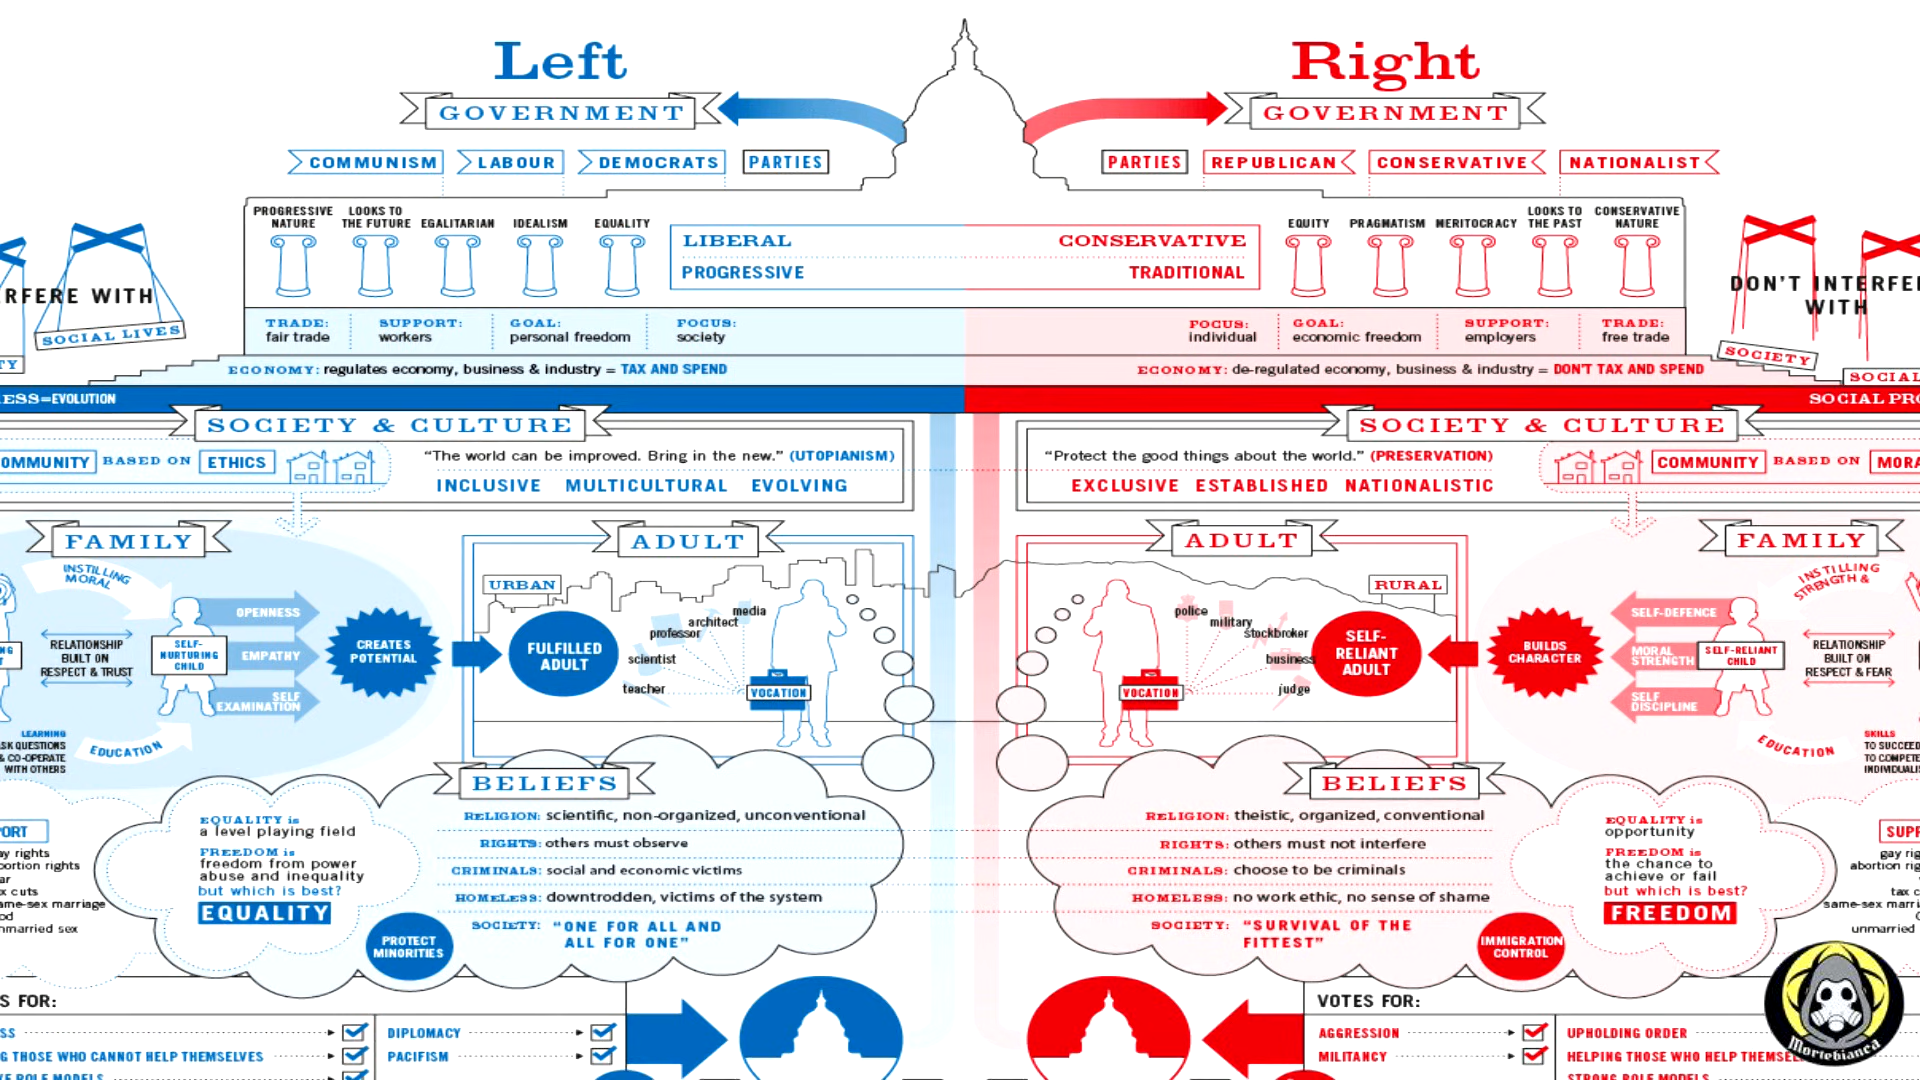 Left
Right
GOVERNMENT
GOVERNMENT
COMMUNISM
LABOUR
DEMOCRATS
PARTIES
PARTIES
REPUBLICAN
CONSERVATIVE
NATIONALIST
PROGRESSIVE
NATURE
LOOKS TO
THE FUTURE
EGALITARIAN
IDEALISM
EQUALITY
LIBERAL
PROGRESSIVE
CONSERVATIVE
TRADITIONAL
EQUITY
PRAGMATISM
MERITOCRACY
LOOKS TO
THE PAST
CONSERVATIVE
NATURE
RFERE WITH
SOCIAL LIVES
TY
DON'T INTERFE
WITH
SOCIETY
SOCIAL
TRADE:
fair trade
SUPPORT:
workers
GOAL:
personal freedom
FOCUS:
society
FOCUS:
individual
GOAL:
economic freedom
SUPPORT:
employers
TRADE:
free trade
ECONOMY: regulates economy, business & industry = TAX AND SPEND
ECONOMY: de-regulated economy, business & industry = DON'T TAX AND SPEND
ESS=EVOLUTION
SOCIAL PRO
SOCIETY & CULTURE
OMMUNITY BASED ON ETHICS
"The world can be improved. Bring in the new." (UTOPIANISM)
INCLUSIVE MULTICULTURAL EVOLVING
SOCIETY & CULTURE
"Protect the good things about the world." (PRESERVATION)
EXCLUSIVE ESTABLISHED NATIONALISTIC
COMMUNITY BASED ON MORA
FAMILY
INSTILLING
MORAL
NG
T
RELATIONSHIP
BUILT ON
RESPECT & TRUST
SELF-
NURTURING
CHILD
OPENNESS
EMPATHY
SELF
EXAMINATION
CREATES
POTENTIAL
LEARNING
SK QUESTIONS
& CO-OPERATE
WITH OTHERS
EDUCATION
ADULT
URBAN
FULFILLED
ADULT
media
architect
professor
scientist
teacher
VOCATION
ADULT
RURAL
police
military
stockbroker
business
judge
VOCATION
SELF-
RELIANT
ADULT
FAMILY
INSTILLING
STRENGTH &
BUILDS
CHARACTER
SELF-DEFENCE
MORAL
STRENGTH
SELF
DISCIPLINE
SELF-RELIANT
CHILD
RELATIONSHIP
BUILT ON
RESPECT & FEAR
EDUCATION
SKILLS
TO SUCCEED
TO COMPETE
INDIVIDUALI
BELIEFS
RELIGION: scientific, non-organized, unconventional
RIGHTS: others must observe
CRIMINALS: social and economic victims
HOMELESS: downtrodden, victims of the system
SOCIETY: "ONE FOR ALL AND
ALL FOR ONE"
EQUALITY is
a level playing field
FREEDOM is
freedom from power
abuse and inequality
but which is best?
EQUALITY
PROTECT
MINORITIES
ORT
ay rights
bortion rights
ar
x cuts
ame-sex marriage
od
nmarried sex
BELIEFS
RELIGION: theistic, organized, conventional
RIGHTS: others must not interfere
CRIMINALS: choose to be criminals
HOMELESS: no work ethic, no sense of shame
SOCIETY: "SURVIVAL OF THE
FITTEST"
IMMIGRATION
CONTROL
EQUALITY is
opportunity
FREEDOM is
the chance to
achieve or fail
but which is best?
FREEDOM
SUPP
gay rig
abortion rig
tax c
same-sex marri
unmarried
S FOR:
SS
G THOSE WHO CANNOT HELP THEMSELVES
VE ROLE MODELS
DIPLOMACY
PACIFISM
VOTES FOR:
AGGRESSION
MILITANCY
UPHOLDING ORDER
HELPING THOSE WHO HELP THEMSEL
STRONG ROLE MODELS
Mortebianca